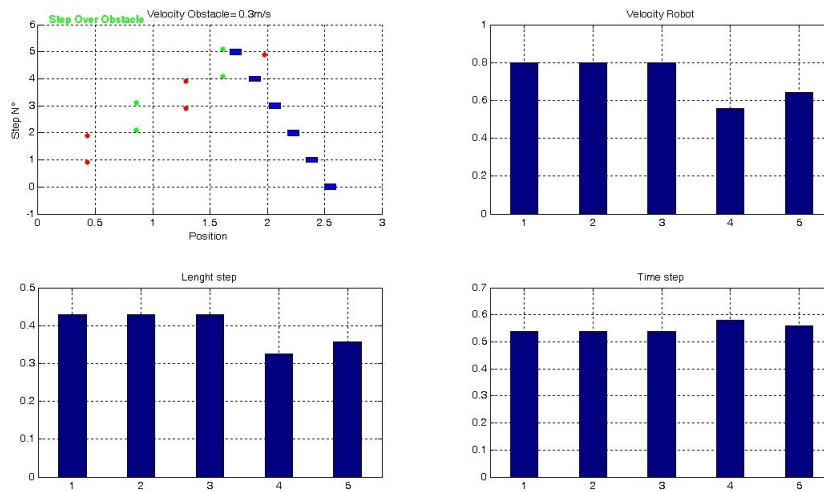 Step Over Obstacle
Velocity Obstacle= 0.3m/s
6
5
4
3
2
1
0
-1
Step N°
0 0.5 1 1.5 2 2.5 3
Position
Velocity Robot
1
0.8
0.6
0.4
0.2
0
1 2 3 4 5
Lenght step
0.5
0.4
0.3
0.2
0.1
0
1 2 3 4 5
Time step
0.7
0.6
0.5
0.4
0.3
0.2
0.1
0
1 2 3 4 5